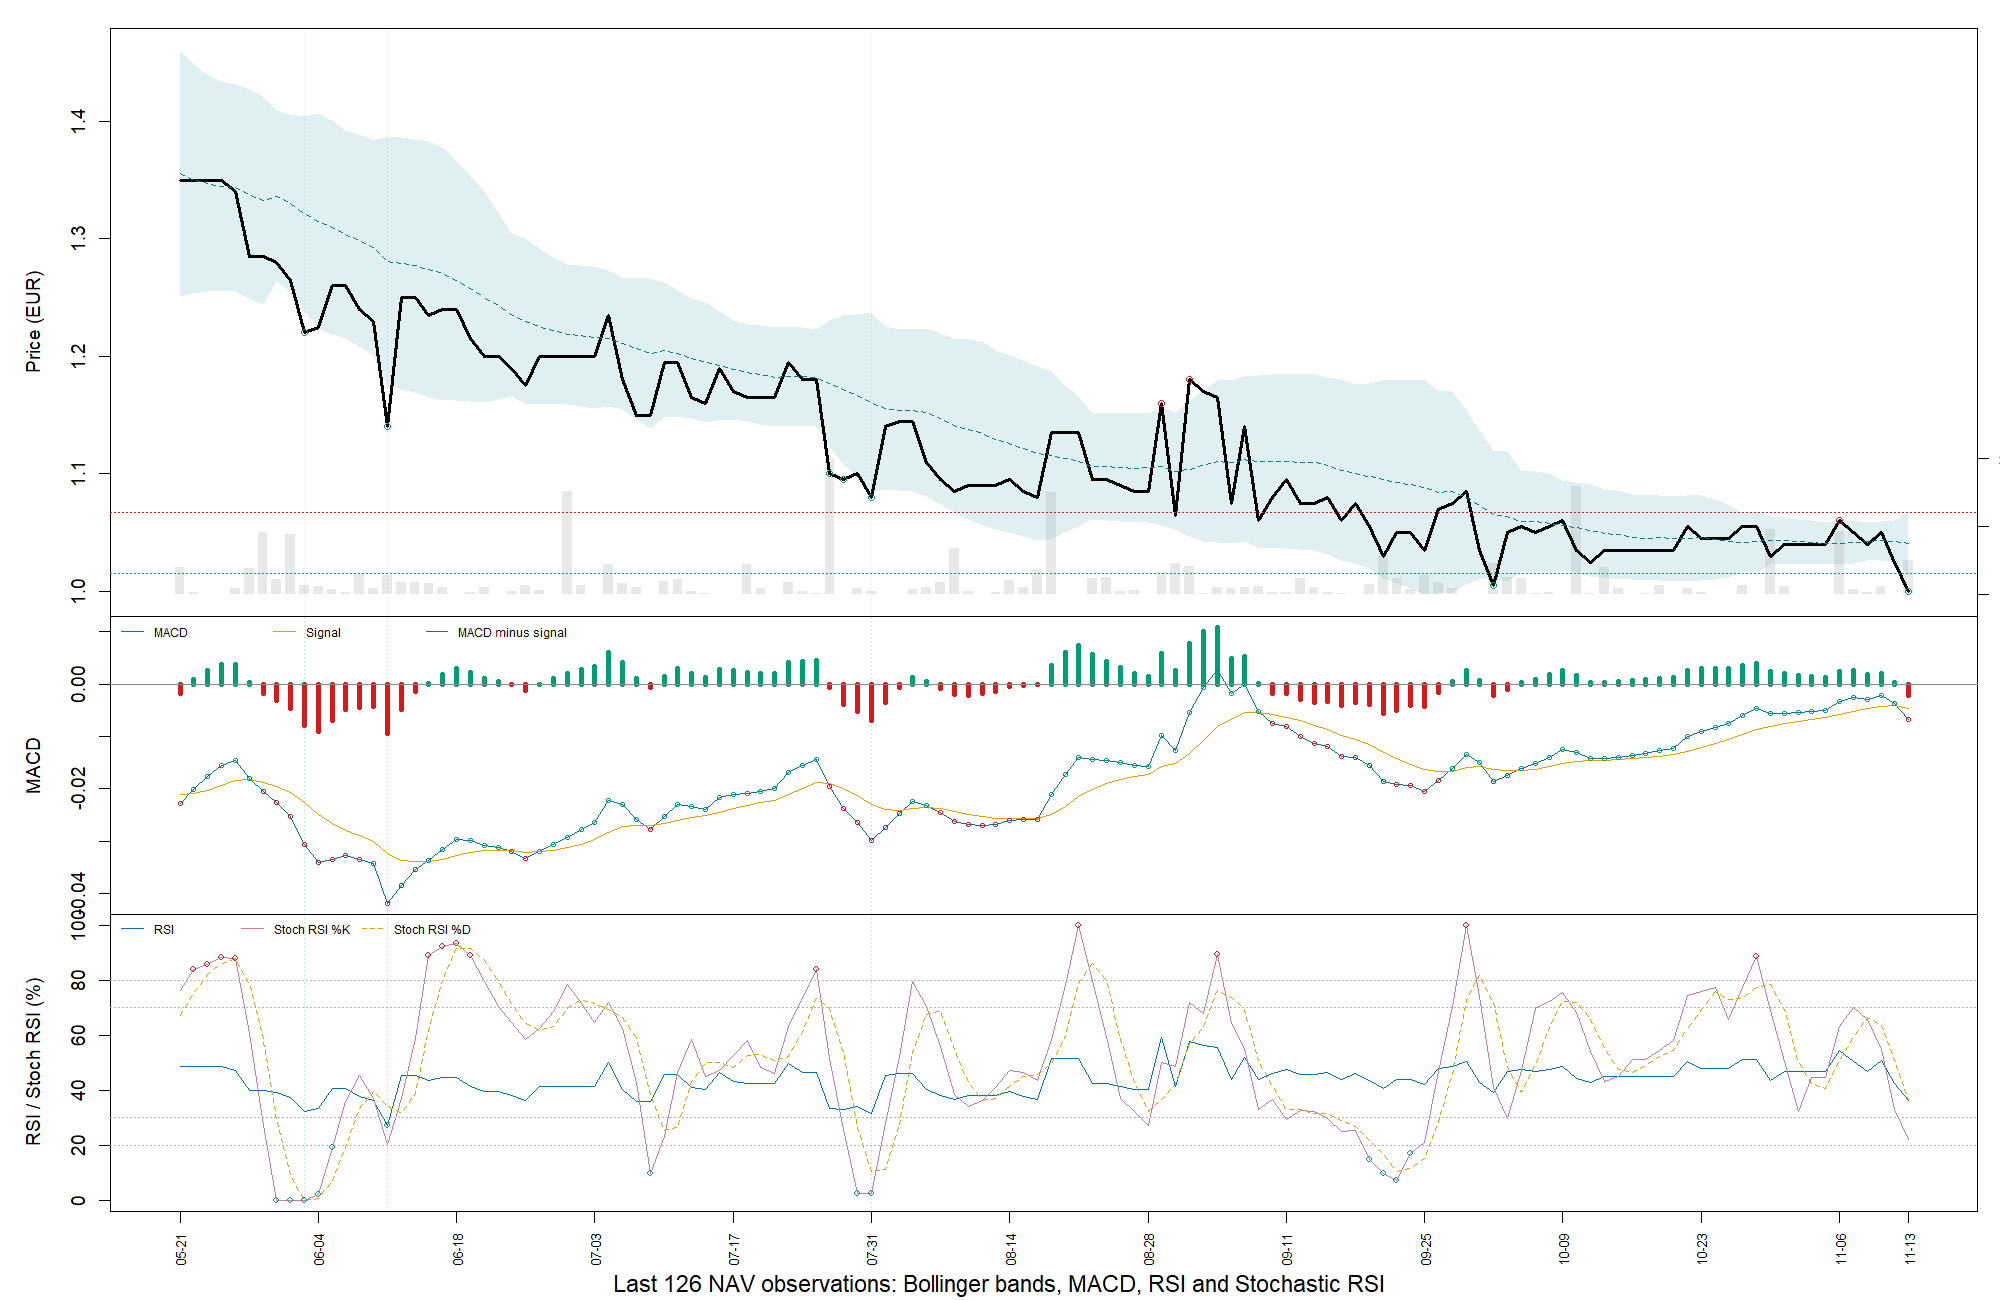 Price (EUR)
1.4
1.3
1.2
1.1
1.0
MACD
Signal
MACD minus signal
MACD
0.00
-0.02
-0.04
RSI
Stoch RSI %K
Stoch RSI %D
RSI / Stoch RSI (%)
100
80
60
40
20
0
05-21
06-04
06-18
07-03
07-17
07-31
08-14
08-28
09-11
09-25
10-09
10-23
11-06
11-13
Last 126 NAV observations: Bollinger bands, MACD, RSI and Stochastic RSI